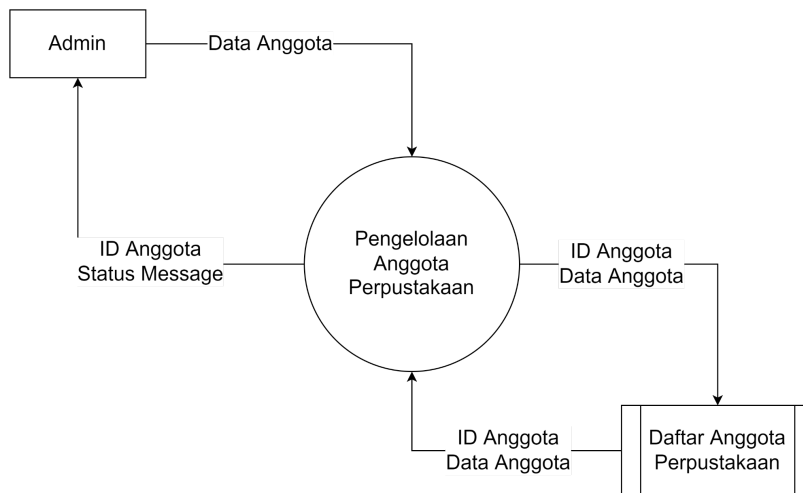 Admin
Data Anggota
Pengelolaan
Anggota
Perpustakaan
ID Anggota
Status Message
ID Anggota
Data Anggota
ID Anggota
Data Anggota
Daftar Anggota
Perpustakaan